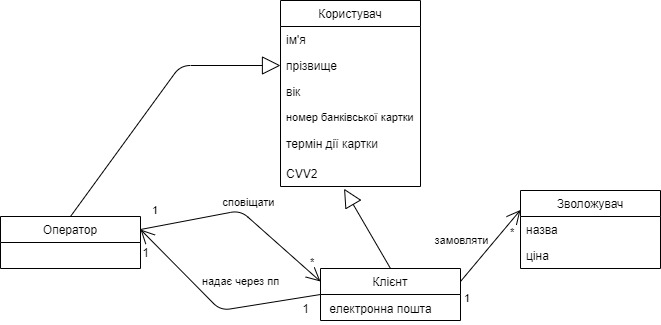 Користувач
ім'я
прізвище
вік
номер банківської картки
термін дії картки
CVV2
Оператор
1
сповіщати
*
1
надає через пп
1
Клієнт
електронна пошта
замовляти
1
*
Зволожувач
назва
ціна